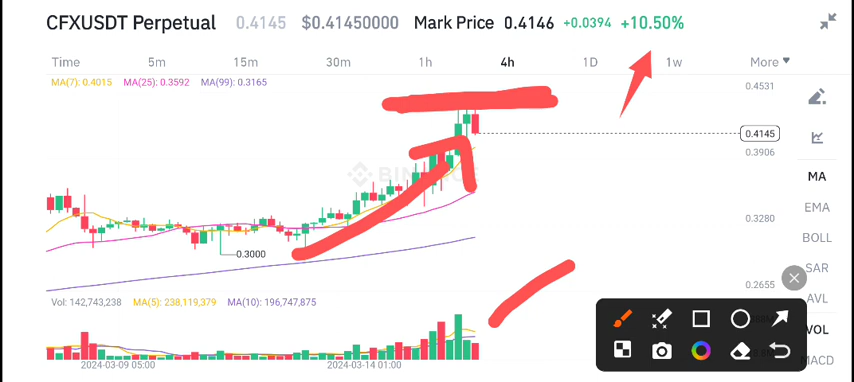 CFXUSDT Perpetual 0.4145 $0.41450000 Mark Price 0.4146 +0.0394 +10.50%
Time 5m 15m 30m 1h 4h 1D 1w More
MA(7): 0.4015 MA(25): 0.3592 MA(99): 0.3165
0.4531
0.4145
0.3906
BINANCE
MA
EMA
0.3280
BOLL
0.3000
SAR
0.2655
AVL
Vol: 142,743,238 MA(5): 238,119,379 MA(10): 196,747,875
VOL
MACD
2024-03-09 05:00 2024-03-14 01:00